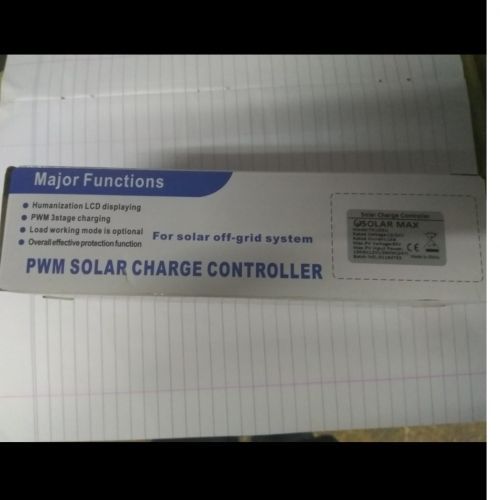 Major Functions
Humanization LCD displaying
PWM 3stage charging
Load working mode is optional
Overall effective protection function
For solar off-grid system
PWM SOLAR CHARGE CONTROLLER
Solar Charge Controller
SOLAR MAX
CE